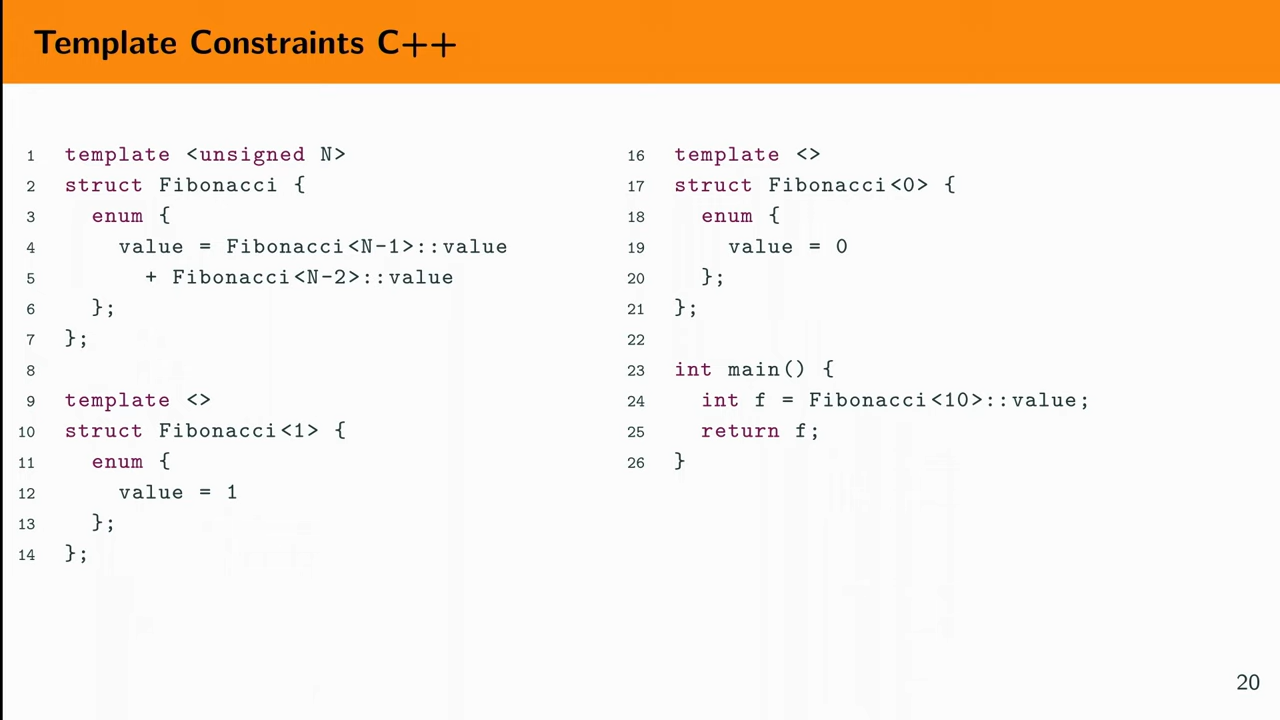 Template Constraints C++
1 template <unsigned N>
2 struct Fibonacci {
3 enum {
4 value = Fibonacci<N-1>::value
5 + Fibonacci<N-2>::value
6 };
7 };
8
9 template <>
10 struct Fibonacci<1> {
11 enum {
12 value = 1
13 };
14 };
16 template <>
17 struct Fibonacci<0> {
18 enum {
19 value = 0
20 };
21 };
22
23 int main() {
24 int f = Fibonacci<10>::value;
25 return f;
26 }
20